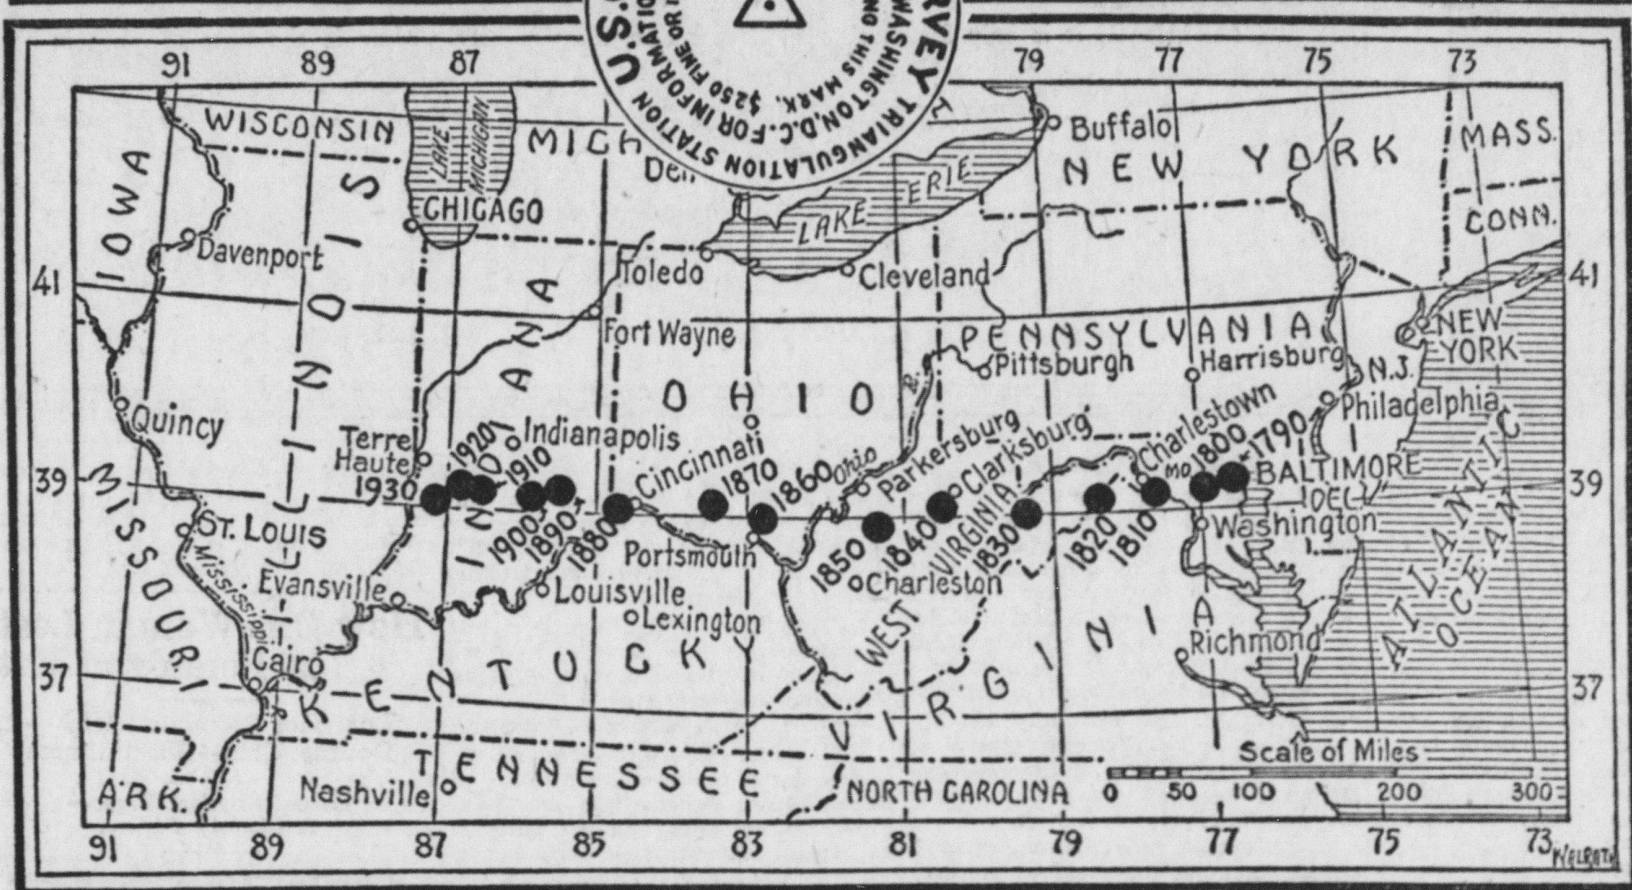 U.S.
RVEY TRIANGULATION STATION
WASHINGTON, D.C. FOR INFORMATIO
NG THIS MARK. $250 FINE OR I
91 89 87 79 77 75 73
WISCONSIN
LAKE
MICHIGAN
MICH
Buffalo
NEW YORK
MASS.
IOWA
ILLINOIS
CHICAGO
LAKE ERIE
CONN.
Davenport
Toledo
Cleveland
41
41
INDIANA
Fort Wayne
PENNSYLVANIA
NEW
YORK
Pittsburgh
Harrisburg
N.J.
OHIO
Quincy
Philadelphia
Terre
Haute
Indianapolis
Cincinnati
Ohio
R.
Parkersburg
Clarksburg
Charlestown
MD.
BALTIMORE
39
39
1930
1920
1910
1900
1890
1880
1870
1860
1850
1840
1830
1820
1810
1800
1790
DEL.
MISSOURI
ST. LOUIS
Mississippi
Portsmouth
Washington
ATLANTIC
OCEAN
Evansville
Louisville
Charleston
Lexington
WEST
VIRGINIA
Cairo
Richmond
37
37
KENTUCKY
VIRGINIA
TENNESSEE
Nashville
ARK.
NORTH CAROLINA
Scale of Miles
0 50 100 200 300
91 89 87 85 83 81 79 77 75 73
WALRATH